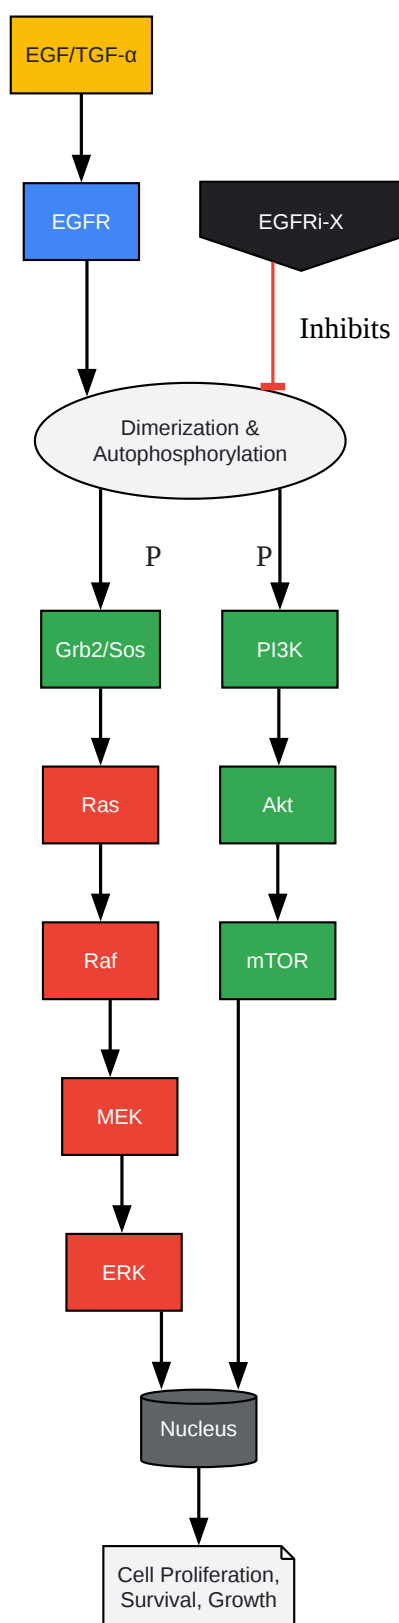 EGF/TGF-α
EGFR
EGFRi-X
Inhibits
Dimerization &
Autophosphorylation
P
P
Grb2/Sos
PI3K
Ras
Akt
Raf
mTOR
MEK
ERK
Nucleus
Cell Proliferation,
Survival, Growth